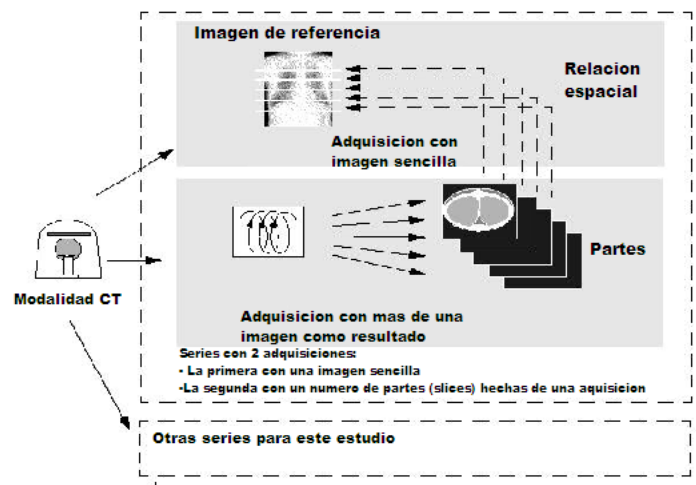 Imagen de referencia
Relacion
espacial
Adquisicion con
imagen sencilla
Modalidad CT
Partes
Adquisicion con mas de una
imagen como resultado
Series con 2 adquisiciones:
- La primera con una imagen sencilla
-La segunda con un numero de partes (slices) hechas de una aquisicion
Otras series para este estudio